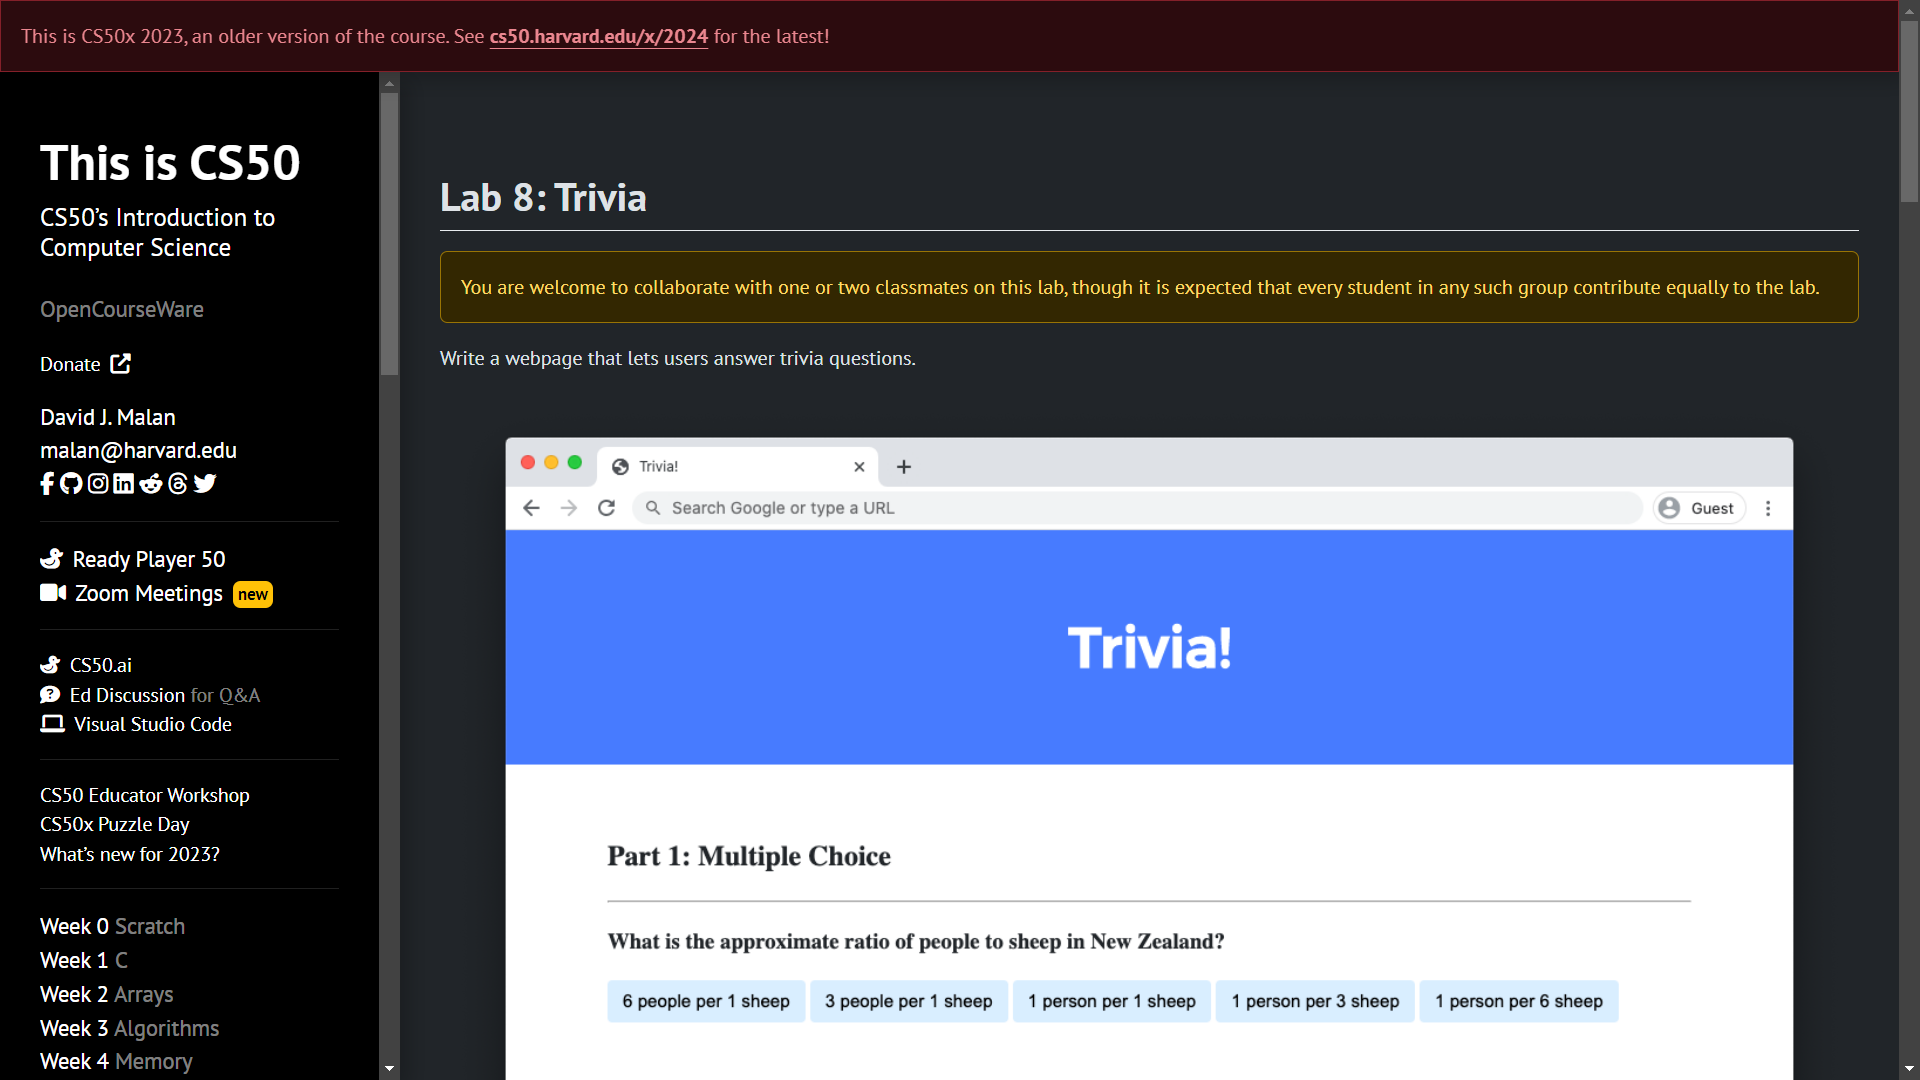 This is CS50x 2023, an older version of the course. See cs50.harvard.edu/x/2024 for the latest!
This is CS50
CS50’s Introduction to
Computer Science
OpenCourseWare
Donate
David J. Malan
malan@harvard.edu
Ready Player 50
Zoom Meetings new
CS50.ai
Ed Discussion for Q&A
Visual Studio Code
CS50 Educator Workshop
CS50x Puzzle Day
What’s new for 2023?
Week 0 Scratch
Week 1 C
Week 2 Arrays
Week 3 Algorithms
Week 4 Memory
Lab 8: Trivia
You are welcome to collaborate with one or two classmates on this lab, though it is expected that every student in any such group contribute equally to the lab.
Write a webpage that lets users answer trivia questions.
Trivia!
Search Google or type a URL
Guest
Trivia!
Part 1: Multiple Choice
What is the approximate ratio of people to sheep in New Zealand?
6 people per 1 sheep 3 people per 1 sheep 1 person per 1 sheep 1 person per 3 sheep 1 person per 6 sheep